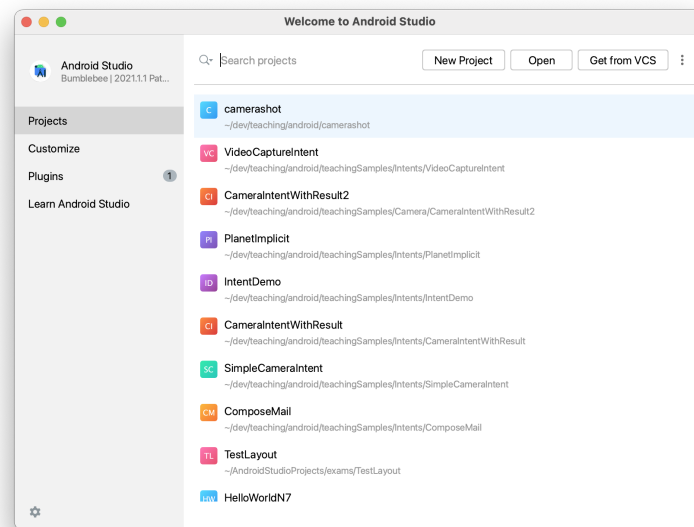 Welcome to Android Studio
Android Studio
Bumblebee | 2021.1.1 Pat...
Projects
Customize
Plugins 1
Learn Android Studio
Search projects New Project Open Get from VCS
C camerashot
~/dev/teaching/android/camerashot
VC VideoCaptureIntent
~/dev/teaching/android/teachingSamples/Intents/VideoCaptureIntent
CI CameraIntentWithResult2
~/dev/teaching/android/teachingSamples/Camera/CameraIntentWithResult2
PI PlanetImplicit
~/dev/teaching/android/teachingSamples/Intents/PlanetImplicit
ID IntentDemo
~/dev/teaching/android/teachingSamples/Intents/IntentDemo
CI CameraIntentWithResult
~/dev/teaching/android/teachingSamples/Intents/CameraIntentWithResult
SC SimpleCameraIntent
~/dev/teaching/android/teachingSamples/Intents/SimpleCameraIntent
CM ComposeMail
~/dev/teaching/android/teachingSamples/Intents/ComposeMail
TL TestLayout
~/AndroidStudioProjects/exams/TestLayout
HW HelloWorldN7